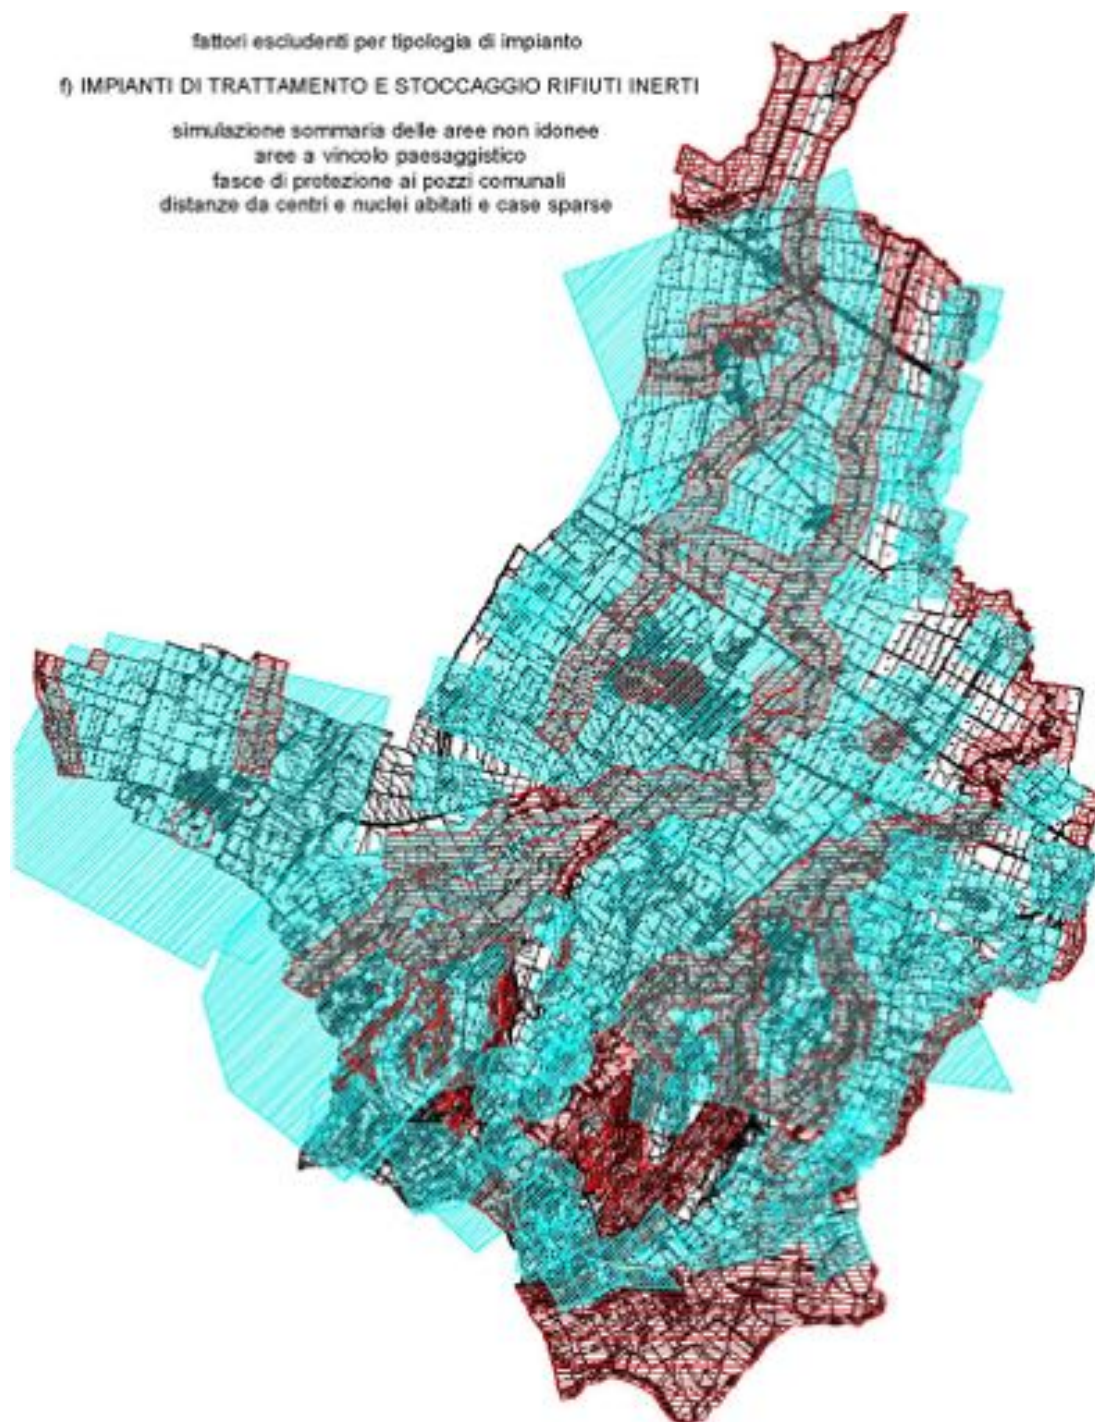 fattori escludenti per tipologia di impianto
f) IMPIANTI DI TRATTAMENTO E STOCCAGGIO RIFIUTI INERTI
simulazione sommaria delle aree non idonee
aree a vincolo paesaggistico
fasce di protezione ai pozzi comunali
distanze da centri e nuclei abitati e case sparse